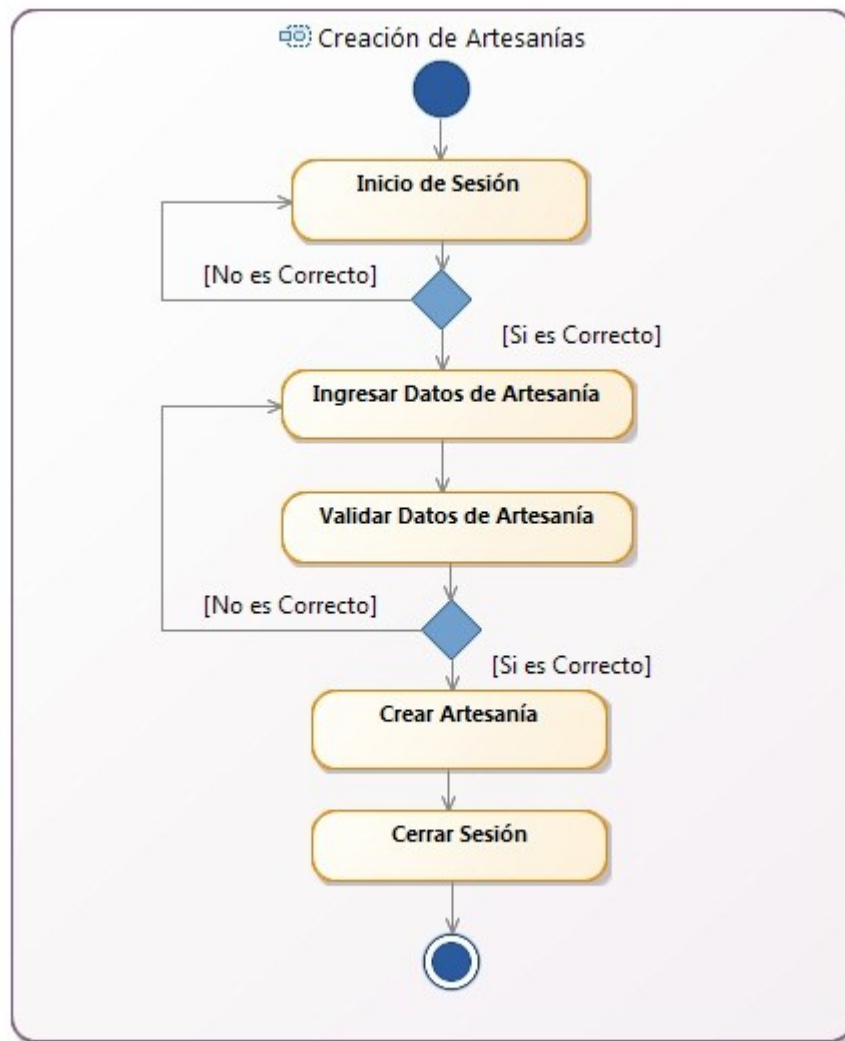 Creación de Artesanías
Inicio de Sesión
[No es Correcto]
[Si es Correcto]
Ingresar Datos de Artesanía
Validar Datos de Artesanía
[No es Correcto]
[Si es Correcto]
Crear Artesanía
Cerrar Sesión